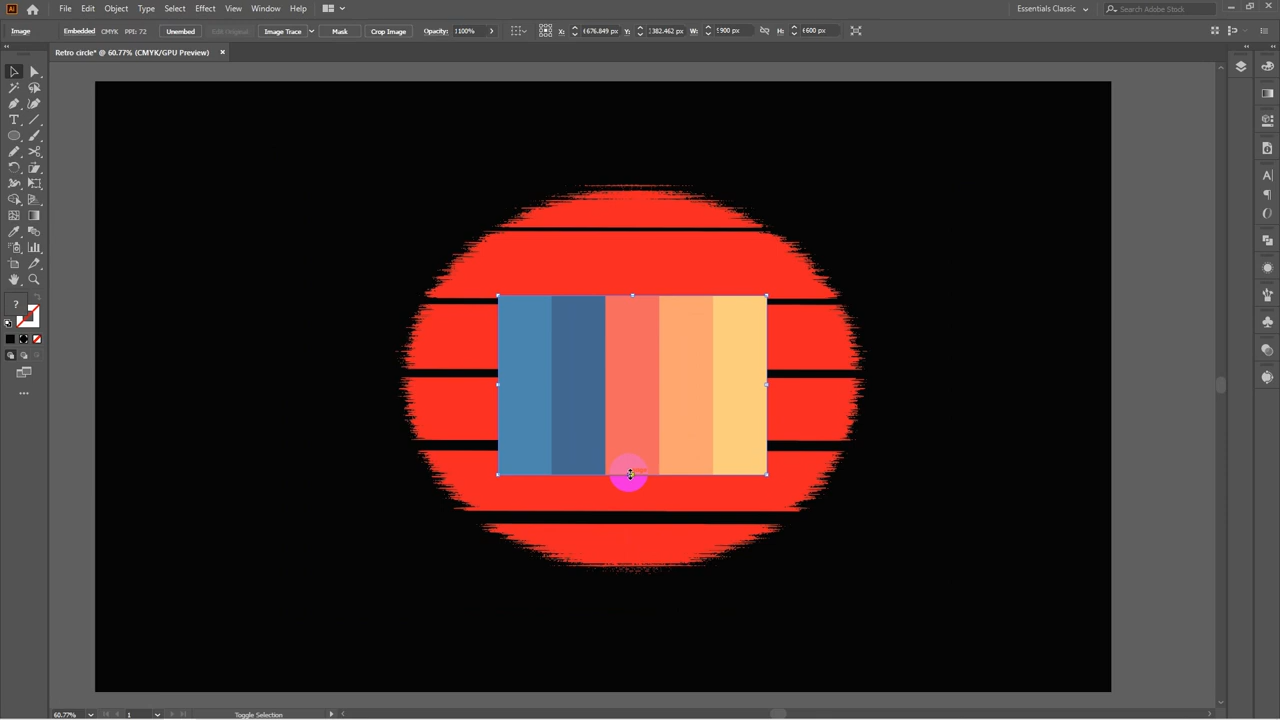 Ai File Edit Object Type Select Effect View Window Help Essentials Classic Search Adobe Stock
Image Embedded CMYK PPI: 72 Unembed Edit Original Image Trace Mask Crop Image Opacity: 100% X: 676.849 px Y: 382.462 px W: 900 px H: 600 px
Retro circle* @ 60.77% (CMYK/GPU Preview)
?
60.77% 1 Toggle Selection